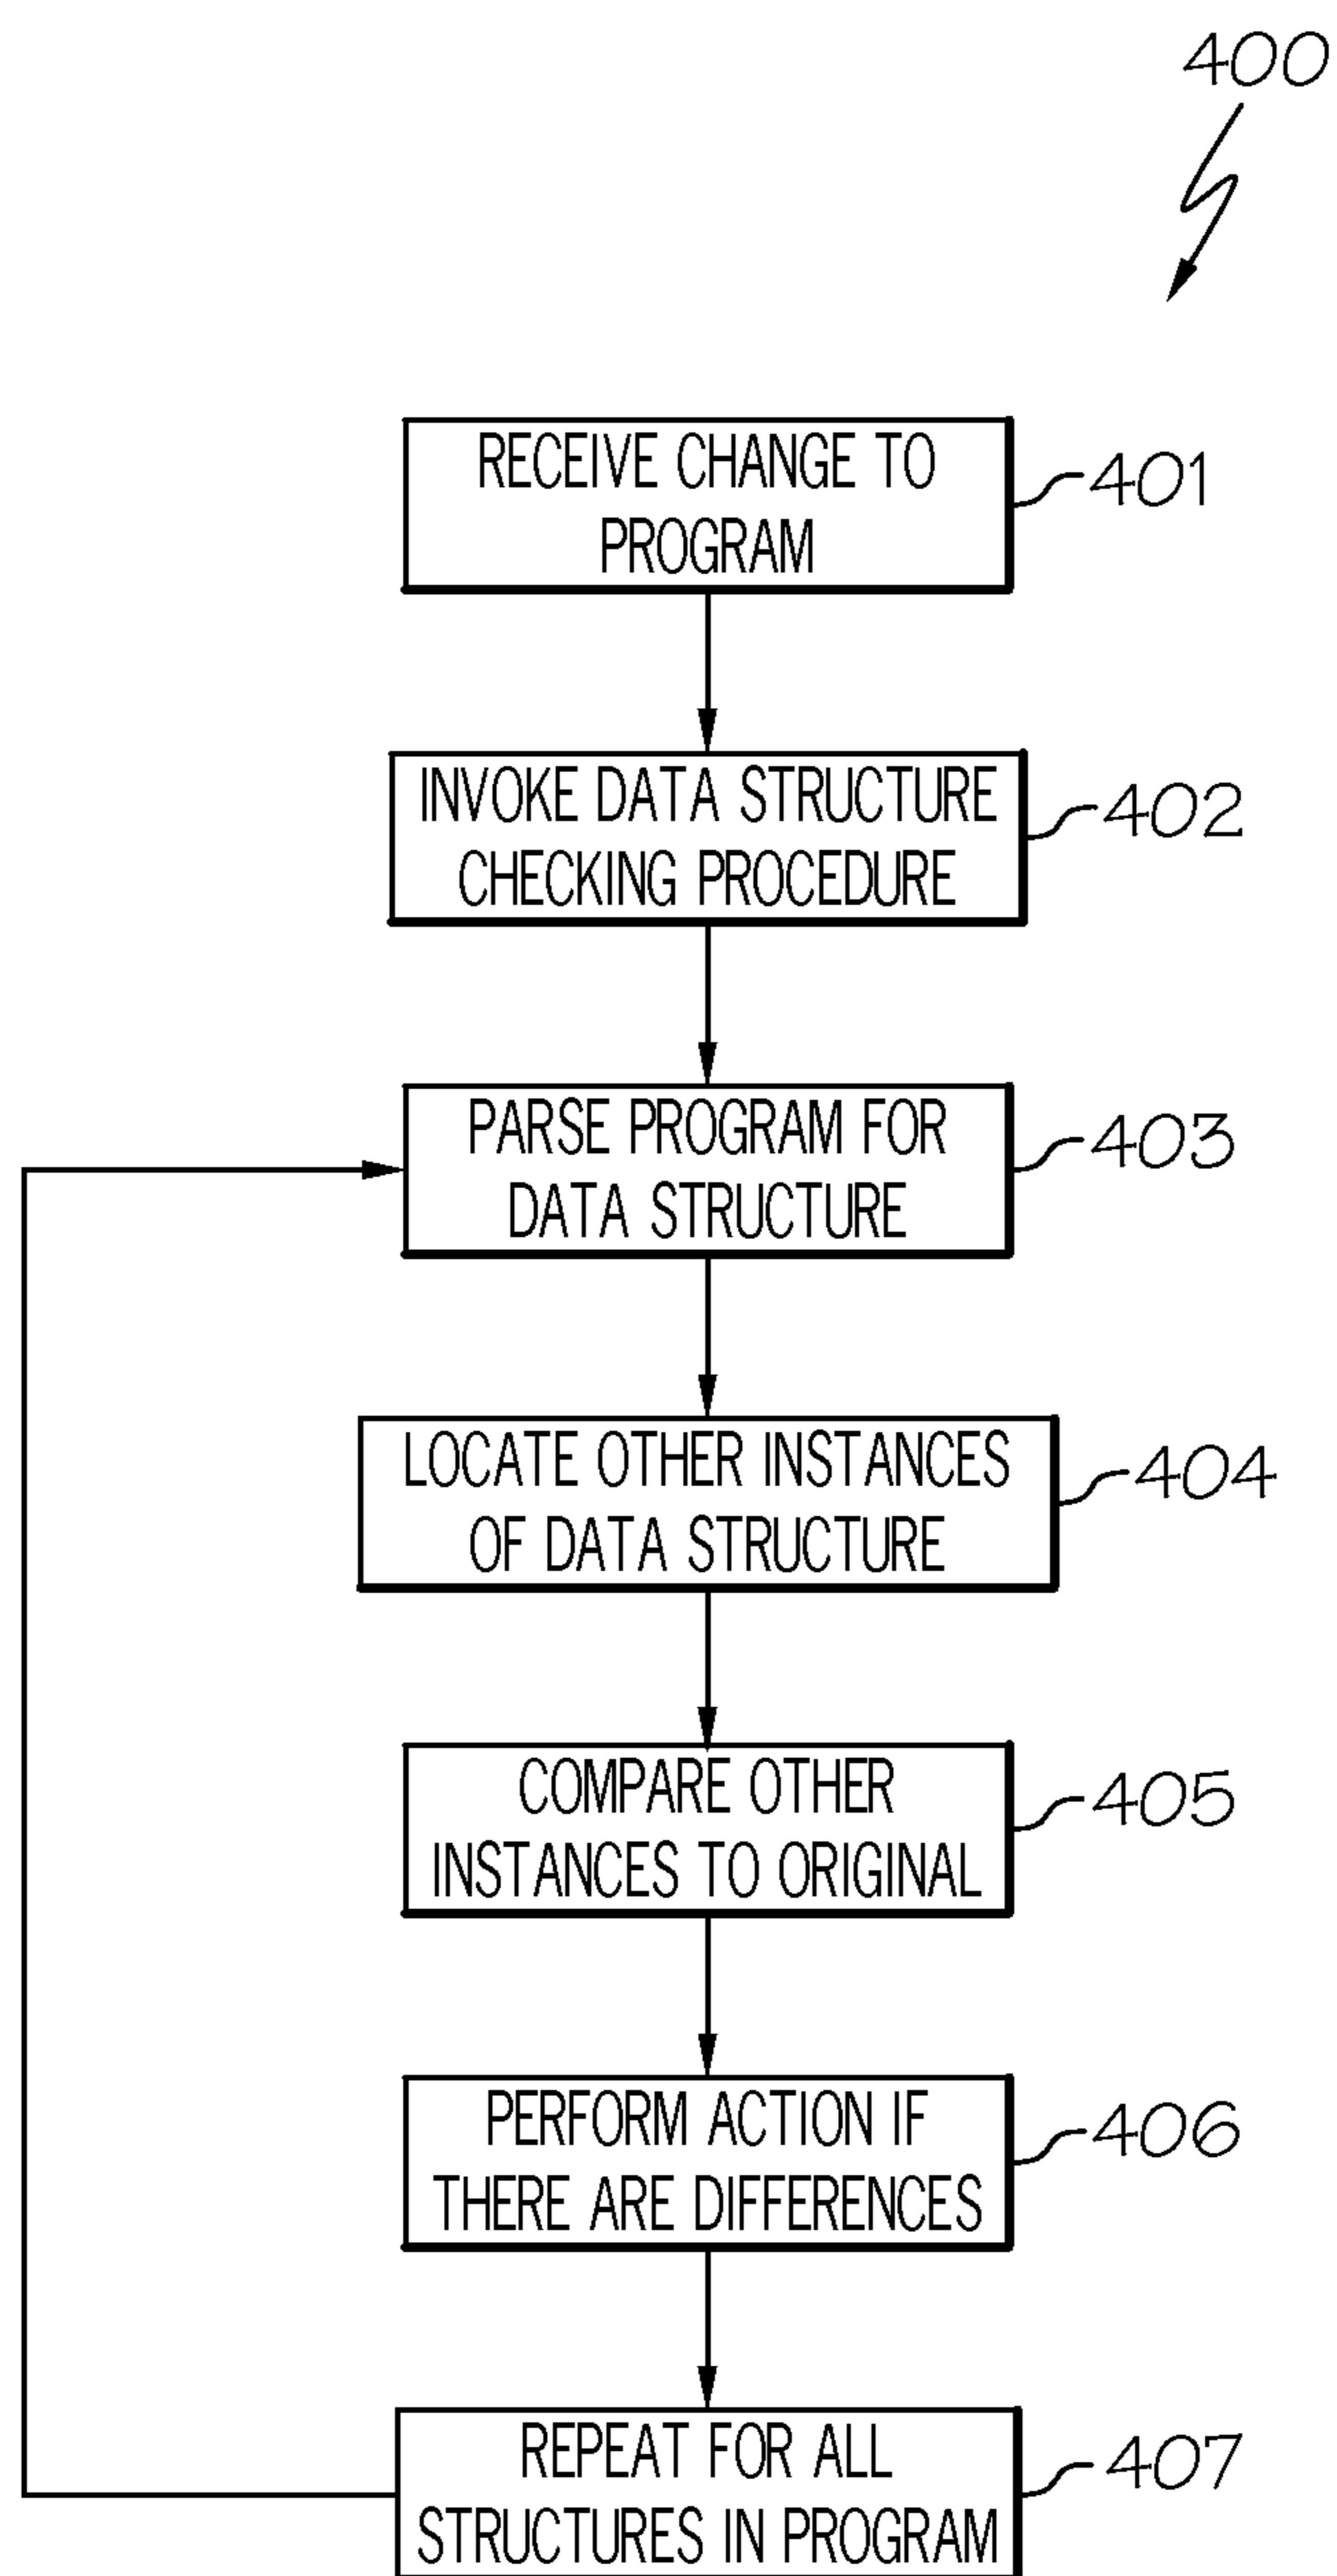 400
RECEIVE CHANGE TO
PROGRAM
401
INVOKE DATA STRUCTURE
CHECKING PROCEDURE
402
PARSE PROGRAM FOR
DATA STRUCTURE
403
LOCATE OTHER INSTANCES
OF DATA STRUCTURE
404
COMPARE OTHER
INSTANCES TO ORIGINAL
405
PERFORM ACTION IF
THERE ARE DIFFERENCES
406
REPEAT FOR ALL
STRUCTURES IN PROGRAM
407